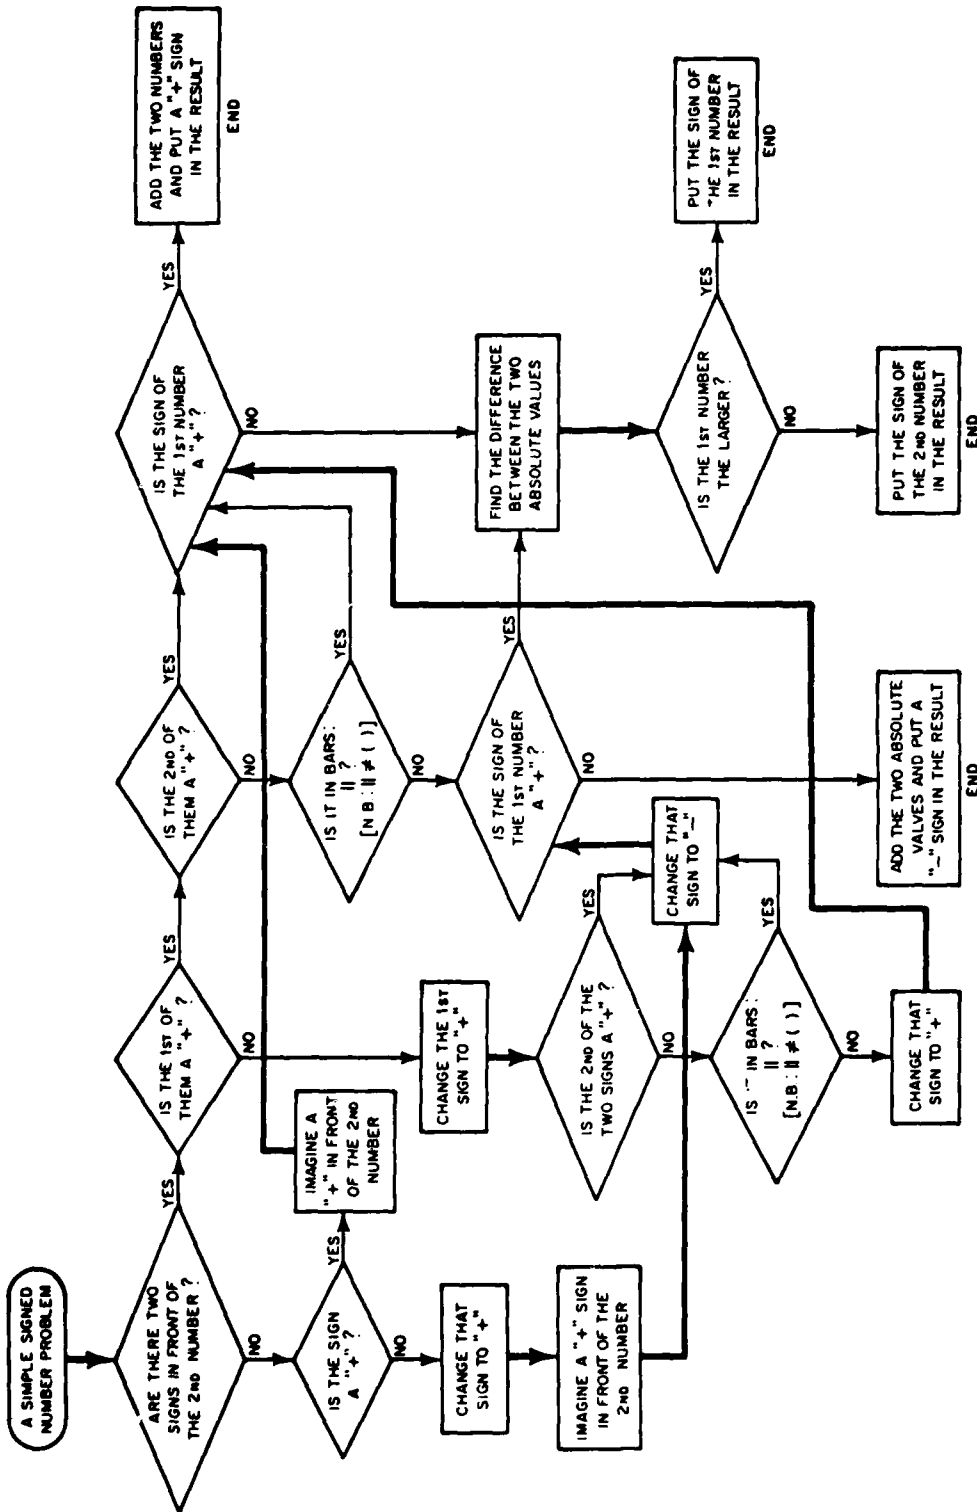 A SIMPLE SIGNED
NUMBER PROBLEM
ARE THERE TWO
SIGNS IN FRONT OF
THE 2ND NUMBER?
YES
NO
IS THE 1ST OF
THEM A "+" ?
YES
NO
IS THE 2ND OF
THEM A "+" ?
YES
NO
IS THE SIGN OF
THE 1ST NUMBER
A "+" ?
YES
NO
ADD THE TWO NUMBERS
AND PUT A "+" SIGN
IN THE RESULT
END
IS THE SIGN
A "+" ?
YES
NO
IMAGINE A
"+" IN FRONT
OF THE 2ND
NUMBER
IS IT IN BARS:
|| ?
[N B : || ≠ ( )]
YES
NO
CHANGE THAT
SIGN TO "+"
CHANGE THE 1ST
SIGN TO "+"
IS THE SIGN OF
THE 1ST NUMBER
A "+" ?
YES
NO
FIND THE DIFFERENCE
BETWEEN THE TWO
ABSOLUTE VALUES
IMAGINE A "+" SIGN
IN FRONT OF THE
2ND NUMBER
IS THE 2ND OF THE
TWO SIGNS A "+" ?
YES
NO
CHANGE THAT
SIGN TO "–"
IS THE 1ST NUMBER
THE LARGER ?
YES
NO
PUT THE SIGN OF
HE 1ST NUMBER
IN THE RESULT
END
IS IN BARS:
|| ?
[N.B : || ≠ ( )]
YES
NO
CHANGE THAT
SIGN TO "+"
ADD THE TWO ABSOLUTE
VALVES AND PUT A
"–" SIGN IN THE RESULT
END
PUT THE SIGN OF
THE 2ND NUMBER
IN THE RESULT
END